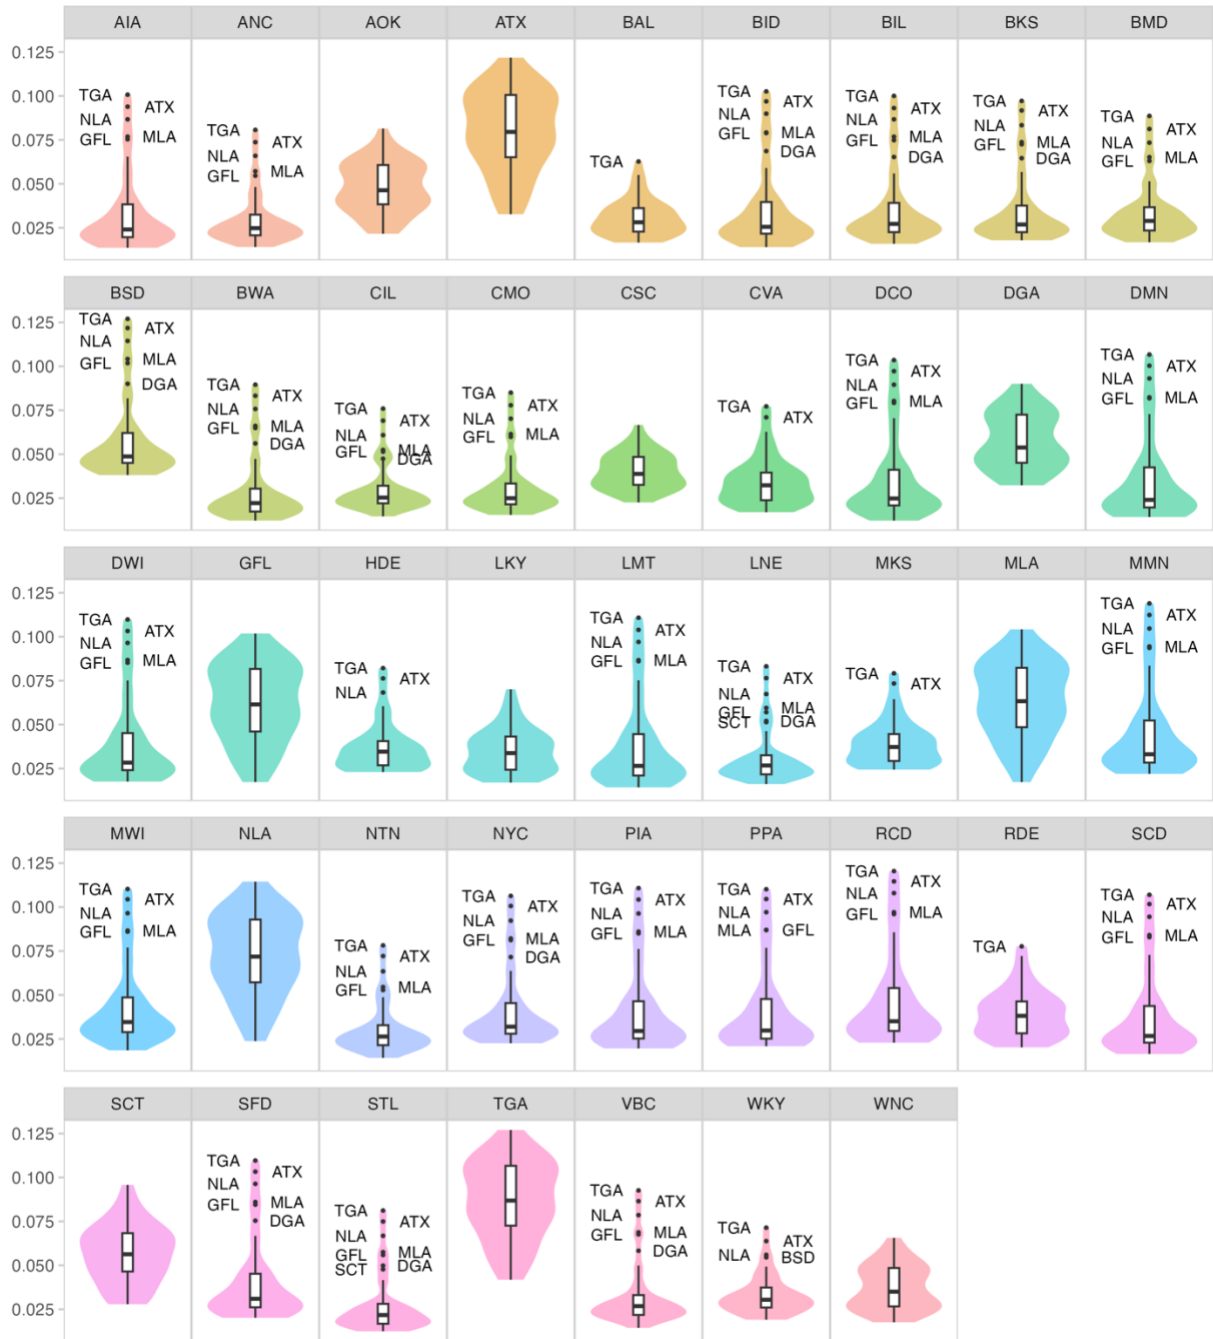 AIA ANC AOK ATX BAL BID BIL BKS BMD
0.125
0.100 TGA ATX TGA ATX TGA ATX TGA ATX TGA ATX
NLA GFL MLA TGA ATX NLA GFL MLA DGA NLA GFL MLA DGA NLA GFL MLA DGA NLA GFL MLA
0.075 NLA GFL MLA TGA
0.050
0.025
BSD BWA CIL CMO CSC CVA DCO DGA DMN
0.125 TGA ATX
NLA GFL MLA DGA
0.100 TGA ATX NLA GFL MLA TGA ATX NLA GFL MLA
0.075 TGA ATX NLA GFL MLA DGA TGA ATX NLA GFL MLA DGA TGA ATX NLA GFL MLA TGA ATX
0.050
0.025
DWI GFL HDE LKY LMT LNE MKS MLA MMN
0.125
0.100 TGA ATX NLA GFL MLA TGA ATX NLA GFL MLA TGA ATX NLA GFL MLA
0.075 TGA ATX NLA TGA ATX NLA GFL MLA SCT DGA TGA ATX
0.050
0.025
MWI NLA NTN NYC PIA PPA RCD RDE SCD
0.125
0.100 TGA ATX NLA GFL MLA TGA ATX NLA GFL MLA DGA TGA ATX NLA GFL MLA TGA ATX NLA MLA GFL TGA ATX NLA GFL MLA TGA ATX NLA GFL MLA
0.075 TGA ATX NLA GFL MLA TGA
0.050
0.025
SCT SFD STL TGA VBC WKY WNC
0.125
0.100 TGA ATX NLA GFL MLA DGA
0.075 TGA ATX NLA GFL MLA SCT DGA TGA ATX NLA GFL MLA DGA TGA ATX NLA BSD
0.050
0.025